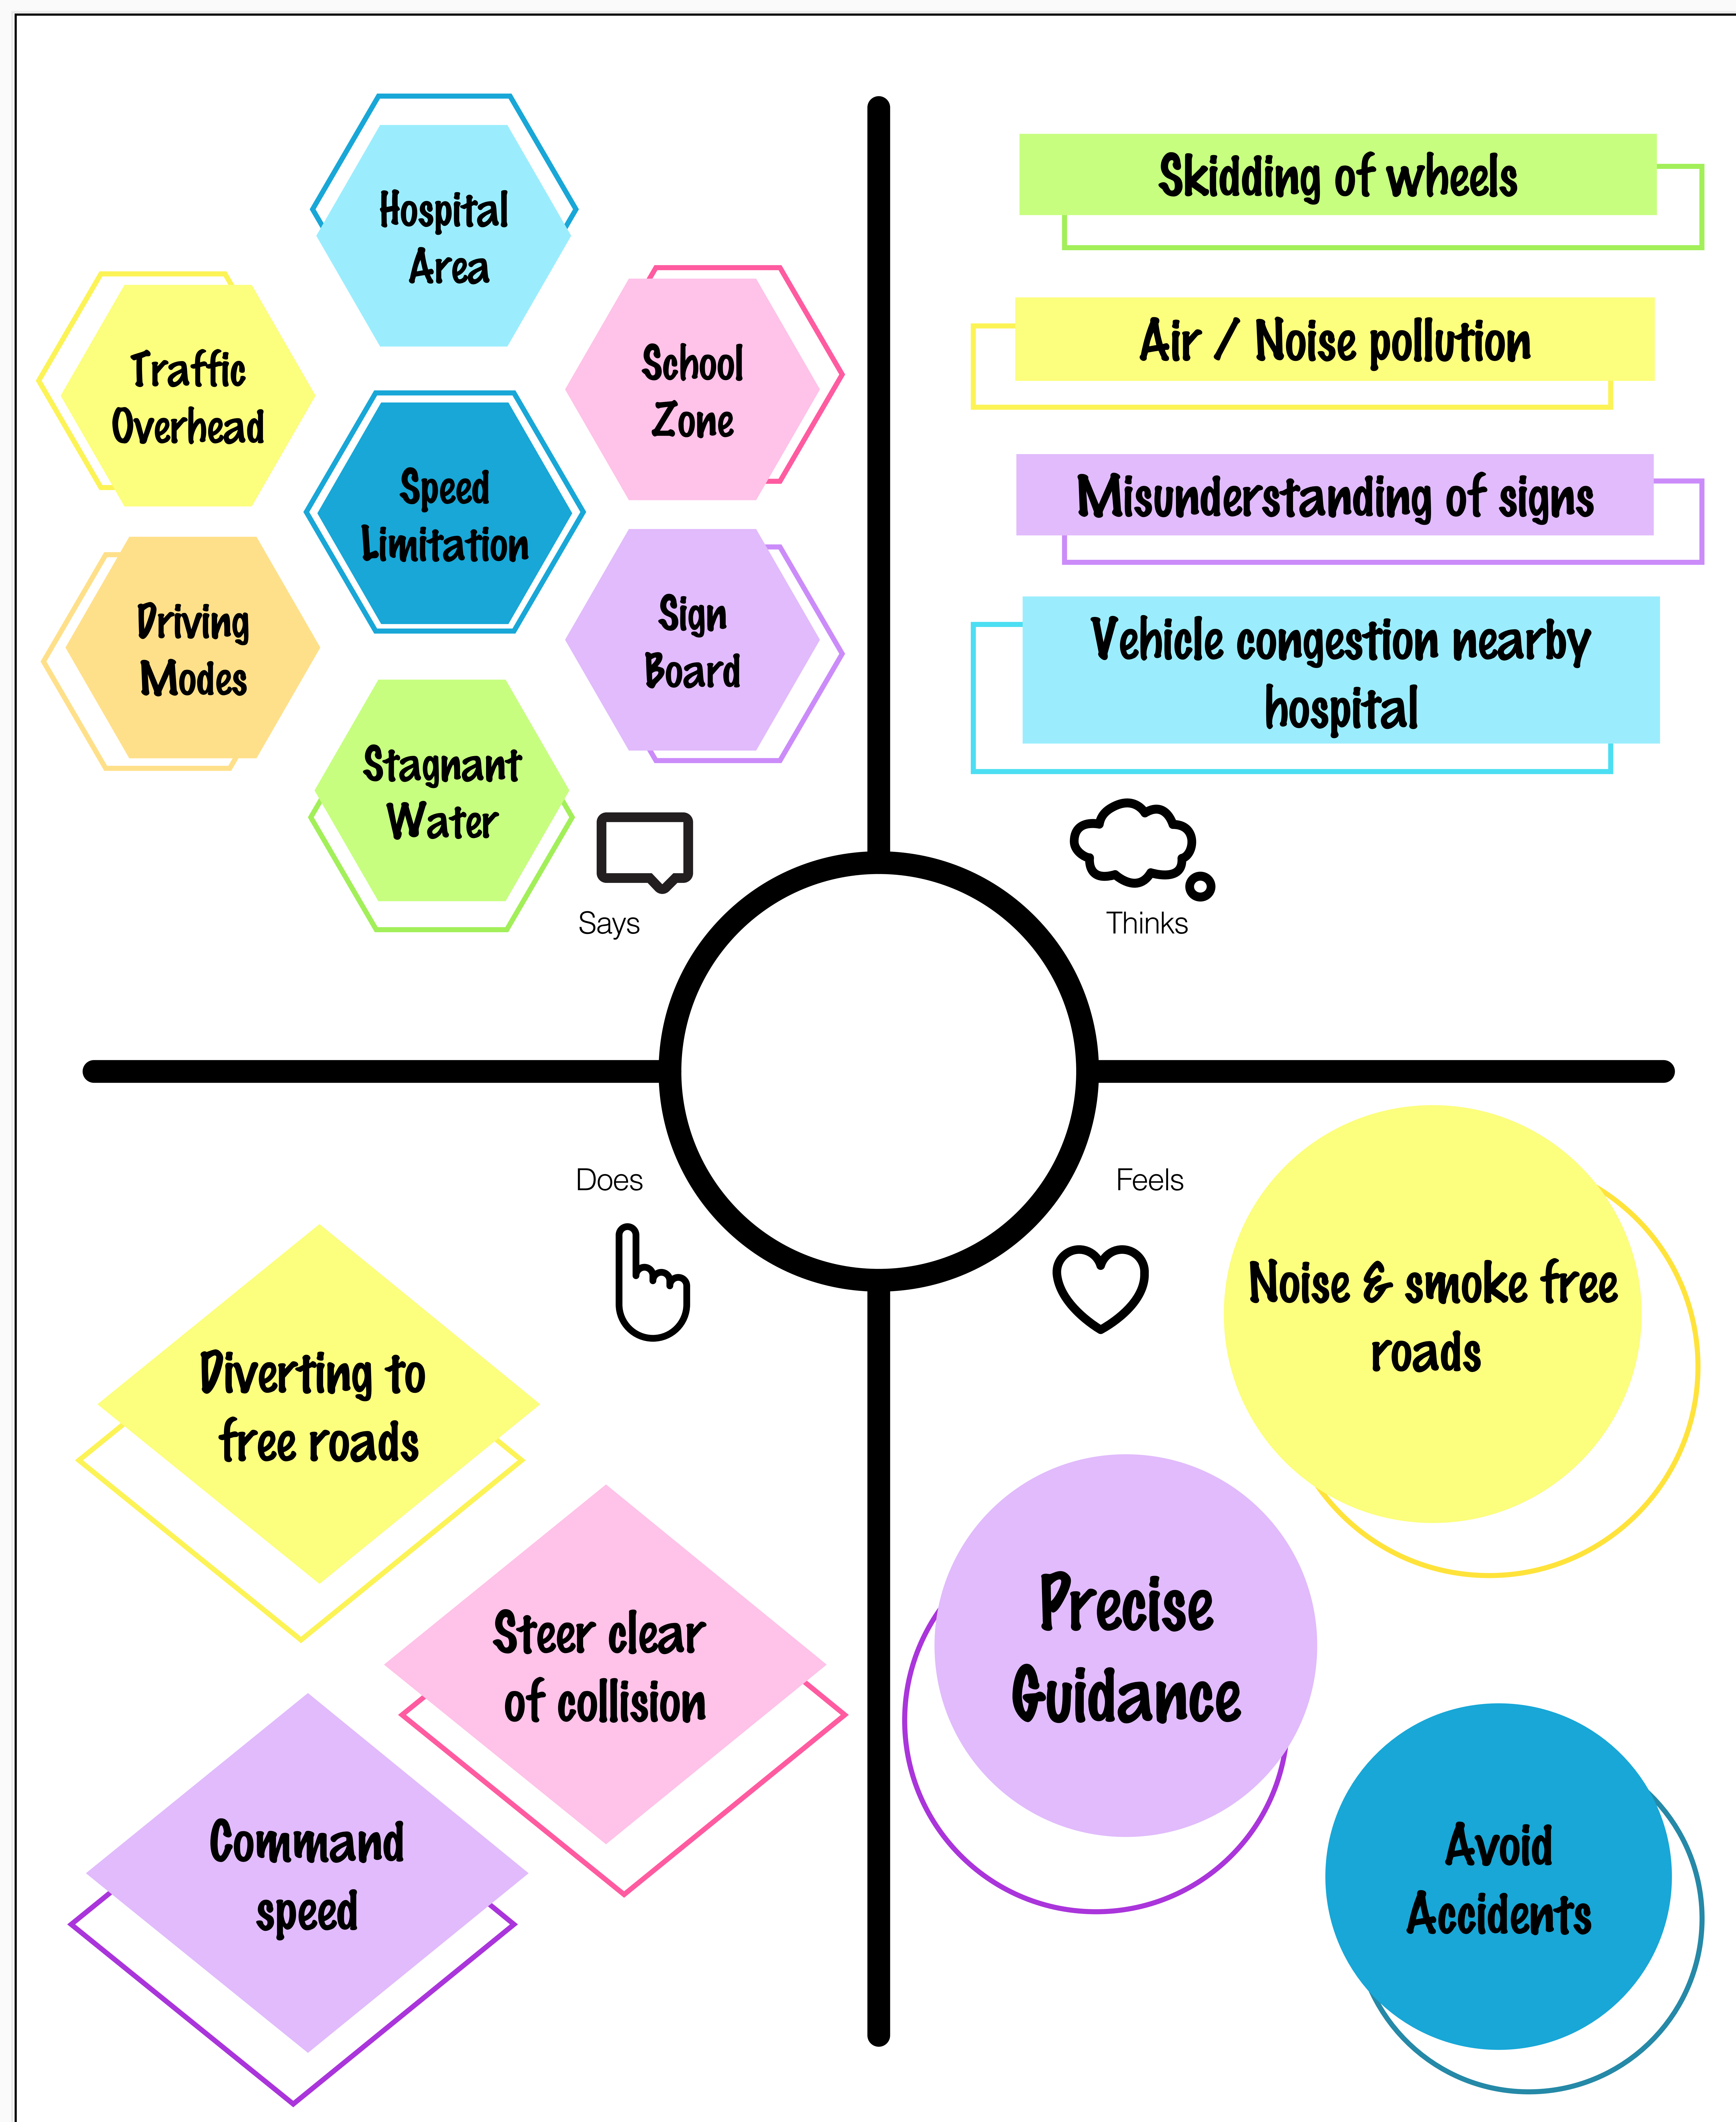 Hospital
Area
Traffic
Overhead
School
Zone
Speed
Limitation
Driving
Modes
Sign
Board
Stagnant
Water
Says
Skidding of wheels
Air / Noise pollution
Misunderstanding of signs
Vehicle congestion nearby
hospital
Thinks
Does
Diverting to
free roads
Steer clear
of collision
Command
speed
Feels
Noise & smoke free
roads
Precise
Guidance
Avoid
Accidents